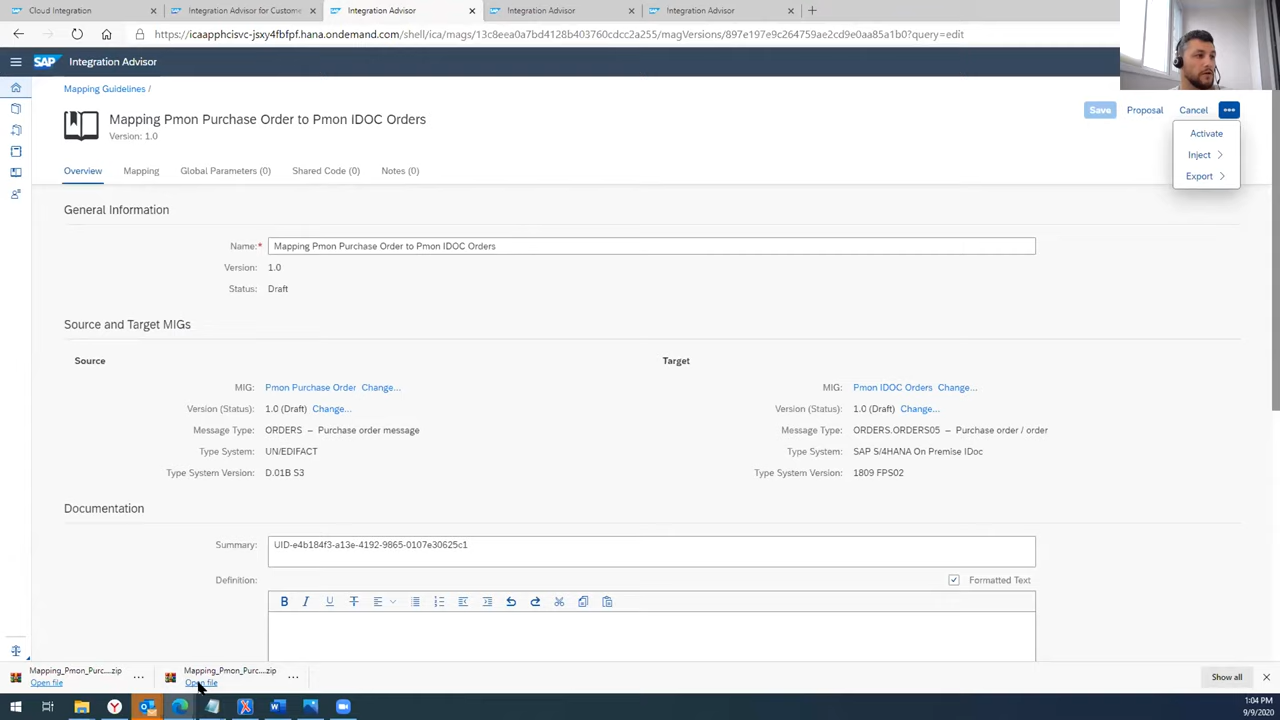 Cloud Integration
Integration Advisor for Custome
Integration Advisor
Integration Advisor
Integration Advisor
https://icaapphcisvc-jsxy4fbfpf.hana.ondemand.com/shell/ica/mags/13c8eea0a7bd4128b403760cdcc2a255/magVersions/897e197e9c264759ae2cd9e0aa85a1b0?query=edit
SAP Integration Advisor
Mapping Guidelines /
Mapping Pmon Purchase Order to Pmon IDOC Orders
Version: 1.0
Save Proposal Cancel
Activate
Inject
Export
Overview Mapping Global Parameters (0) Shared Code (0) Notes (0)
General Information
Name:* Mapping Pmon Purchase Order to Pmon IDOC Orders
Version: 1.0
Status: Draft
Source and Target MIGs
Source Target
MIG: Pmon Purchase Order Change... MIG: Pmon IDOC Orders Change...
Version (Status): 1.0 (Draft) Change... Version (Status): 1.0 (Draft) Change...
Message Type: ORDERS – Purchase order message Message Type: ORDERS.ORDERS05 – Purchase order / order
Type System: UN/EDIFACT Type System: SAP S/4HANA On Premise IDoc
Type System Version: D.01B S3 Type System Version: 1809 FPS02
Documentation
Summary: UID-e4b184f3-a13e-4192-9865-0107e30625c1
Definition: Formatted Text
B I U T
Mapping_Pmon_Purc....zip Mapping_Pmon_Purc....zip
Open file Open file Show all
1:04 PM
9/9/2020